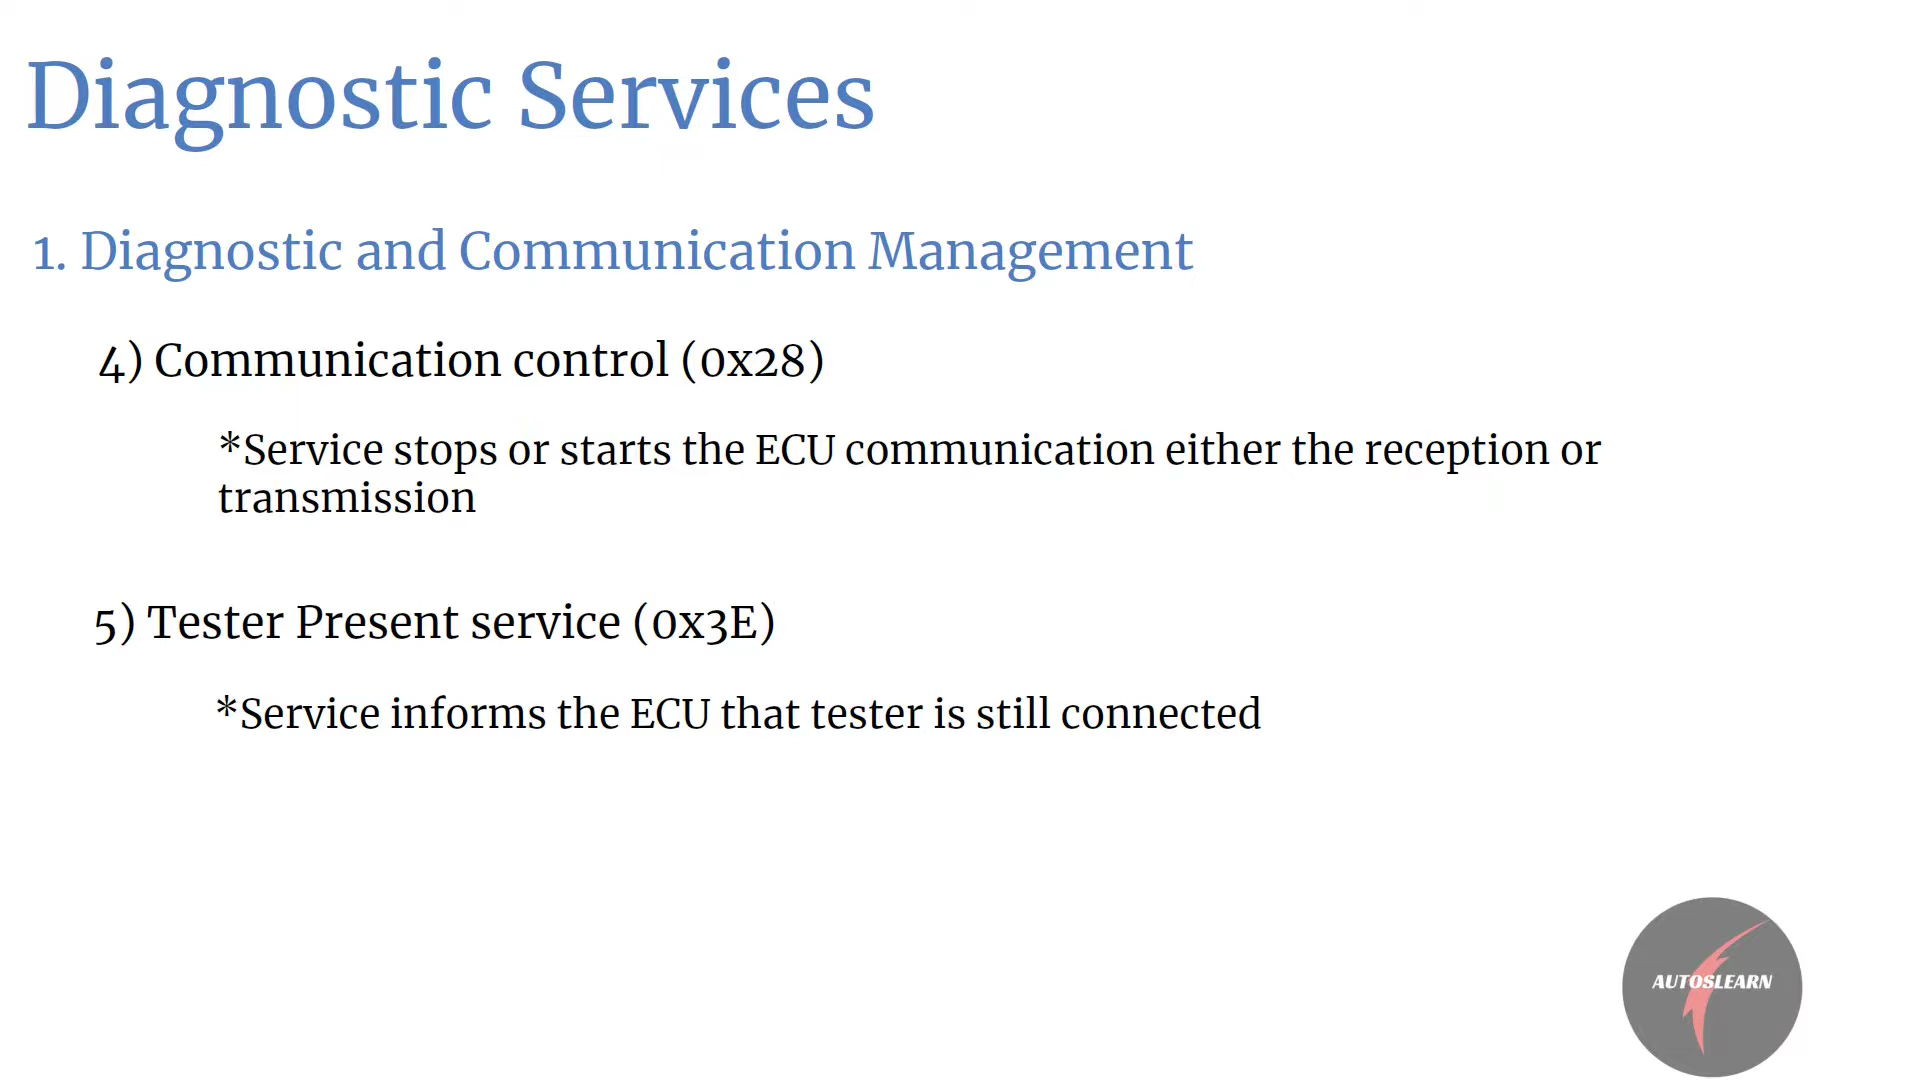 Diagnostic Services
1. Diagnostic and Communication Management
4) Communication control (0x28)
*Service stops or starts the ECU communication either the reception or
transmission
5) Tester Present service (0x3E)
*Service informs the ECU that tester is still connected
AUTOSLEARN